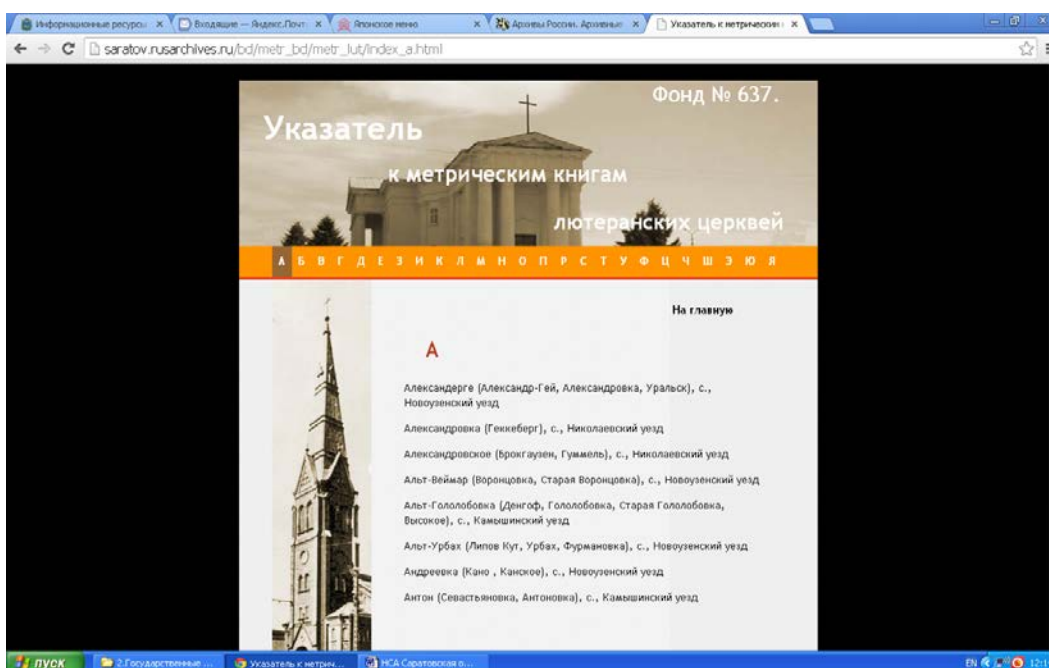 Информационные ресурсы
Входящие — Яндекс.Почт
Японское меню
Архивы России. Архивные
Указатель к метрическим
saratov.rusarchives.ru/bd/metr_bd/metr_lut/index_a.html
Фонд № 637.
Указатель
к метрическим книгам
лютеранских церквей
А Б В Г Д Е З И К Л М Н О П Р С Т У Ф Ц Ч Ш Э Ю Я
На главную
А
Александерге (Александр-Гей, Александровка, Уральск), с.,
Новоузенский уезд
Александровка (Геккеберг), с., Николаевский уезд
Александровское (Брокгаузен, Гуммель), с., Николаевский уезд
Альт-Веймар (Воронцовка, Старая Воронцовка), с., Новоузенский уезд
Альт-Гололобовка (Денгоф, Гололобовка, Старая Гололобовка,
Высокое), с., Камышинский уезд
Альт-Урбах (Липов Кут, Урбах, Фурмановка), с., Новоузенский уезд
Андреевка (Кано , Канское), с., Новоузенский уезд
Антон (Севастьяновка, Антоновка), с., Камышинский уезд
пуск
2.Государственные ...
Указатель к метрич...
НСА Саратовская о...
EN